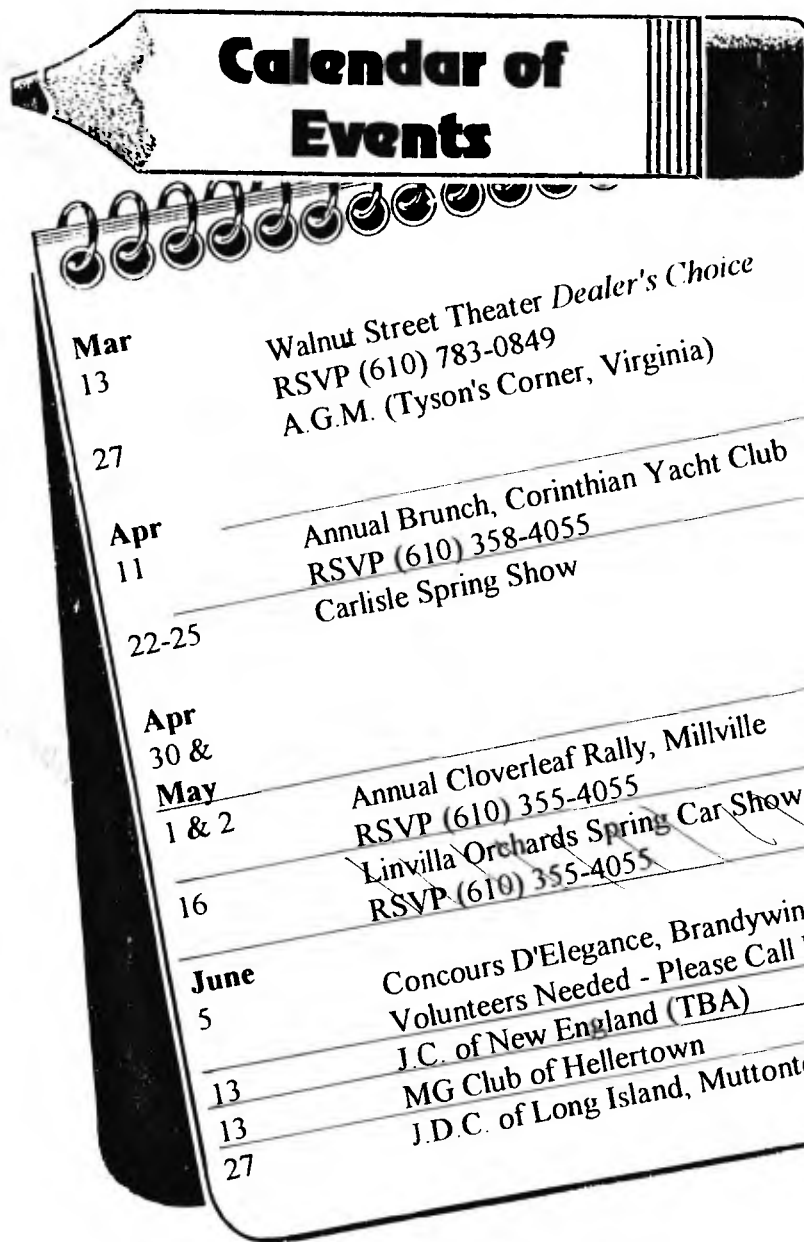 Calendar of
Events
Mar
13 Walnut Street Theater Dealer's Choice
RSVP (610) 783-0849
27 A.G.M. (Tyson's Corner, Virginia)
Apr
11 Annual Brunch, Corinthian Yacht Club
RSVP (610) 358-4055
22-25 Carlisle Spring Show
Apr
30 &
May
1 & 2 Annual Cloverleaf Rally, Millville
RSVP (610) 355-4055
16 Linvilla Orchards Spring Car Show
RSVP (610) 355-4055
June
5 Concours D'Elegance,
Volunteers Needed - Please Call
13 J.C. of New England (TBA)
13 MG Club of Hellertown
27 J.D.C. of Long Island,